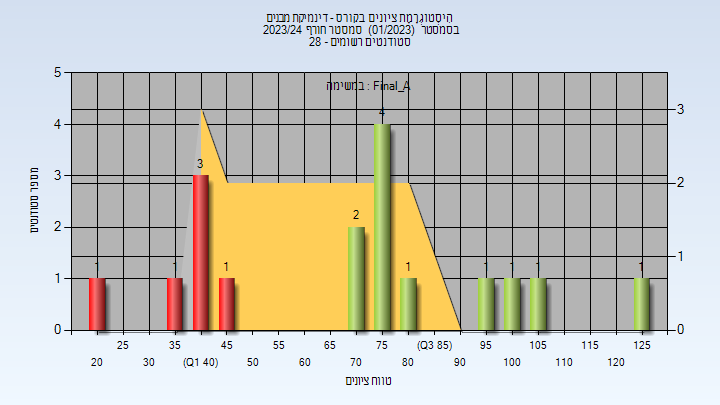 היסטוגרמת ציונים בקורס - דינמיקת מבנים
בסמסטר (01/2023) סמסטר חורף 2023/24
סטודנטים רשומים - 28
במשימה : Final_A
מספר סטודנטים
5
4
3
2
1
0
3
2
1
0
1
1
3
1
2
4
1
1
1
1
1
25 35 45 55 65 75 (Q3 85) 95 105 115 125
20 30 (Q1 40) 50 60 70 80 90 100 110 120
טווח ציונים